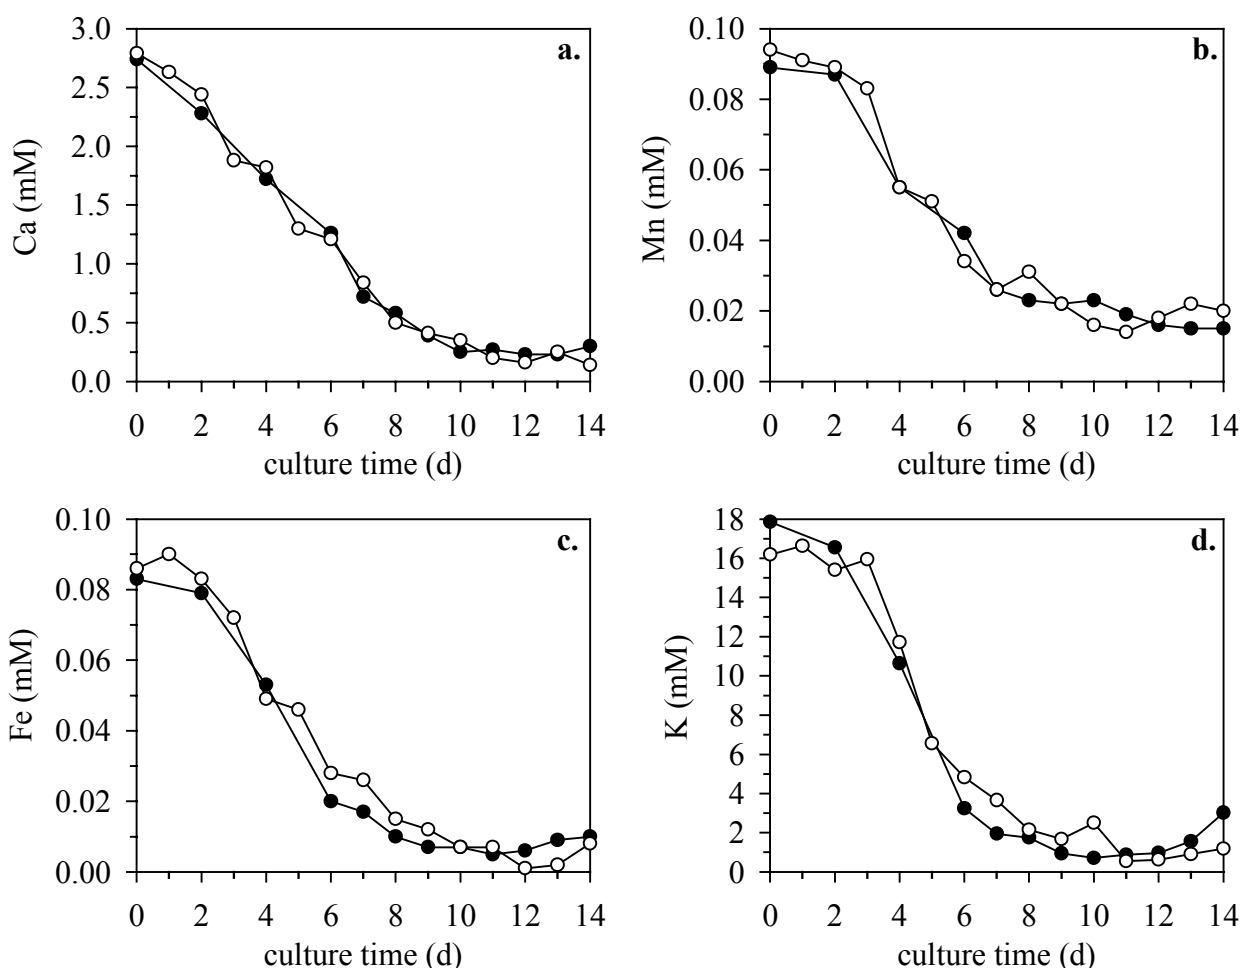 a.
3.0
2.5
2.0
1.5
1.0
0.5
0.0
Ca (mM)
0 2 4 6 8 10 12 14
culture time (d)
b.
0.10
0.08
0.06
0.04
0.02
0.00
Mn (mM)
0 2 4 6 8 10 12 14
culture time (d)
c.
0.10
0.08
0.06
0.04
0.02
0.00
Fe (mM)
0 2 4 6 8 10 12 14
culture time (d)
d.
18
16
14
12
10
8
6
4
2
0
K (mM)
0 2 4 6 8 10 12 14
culture time (d)